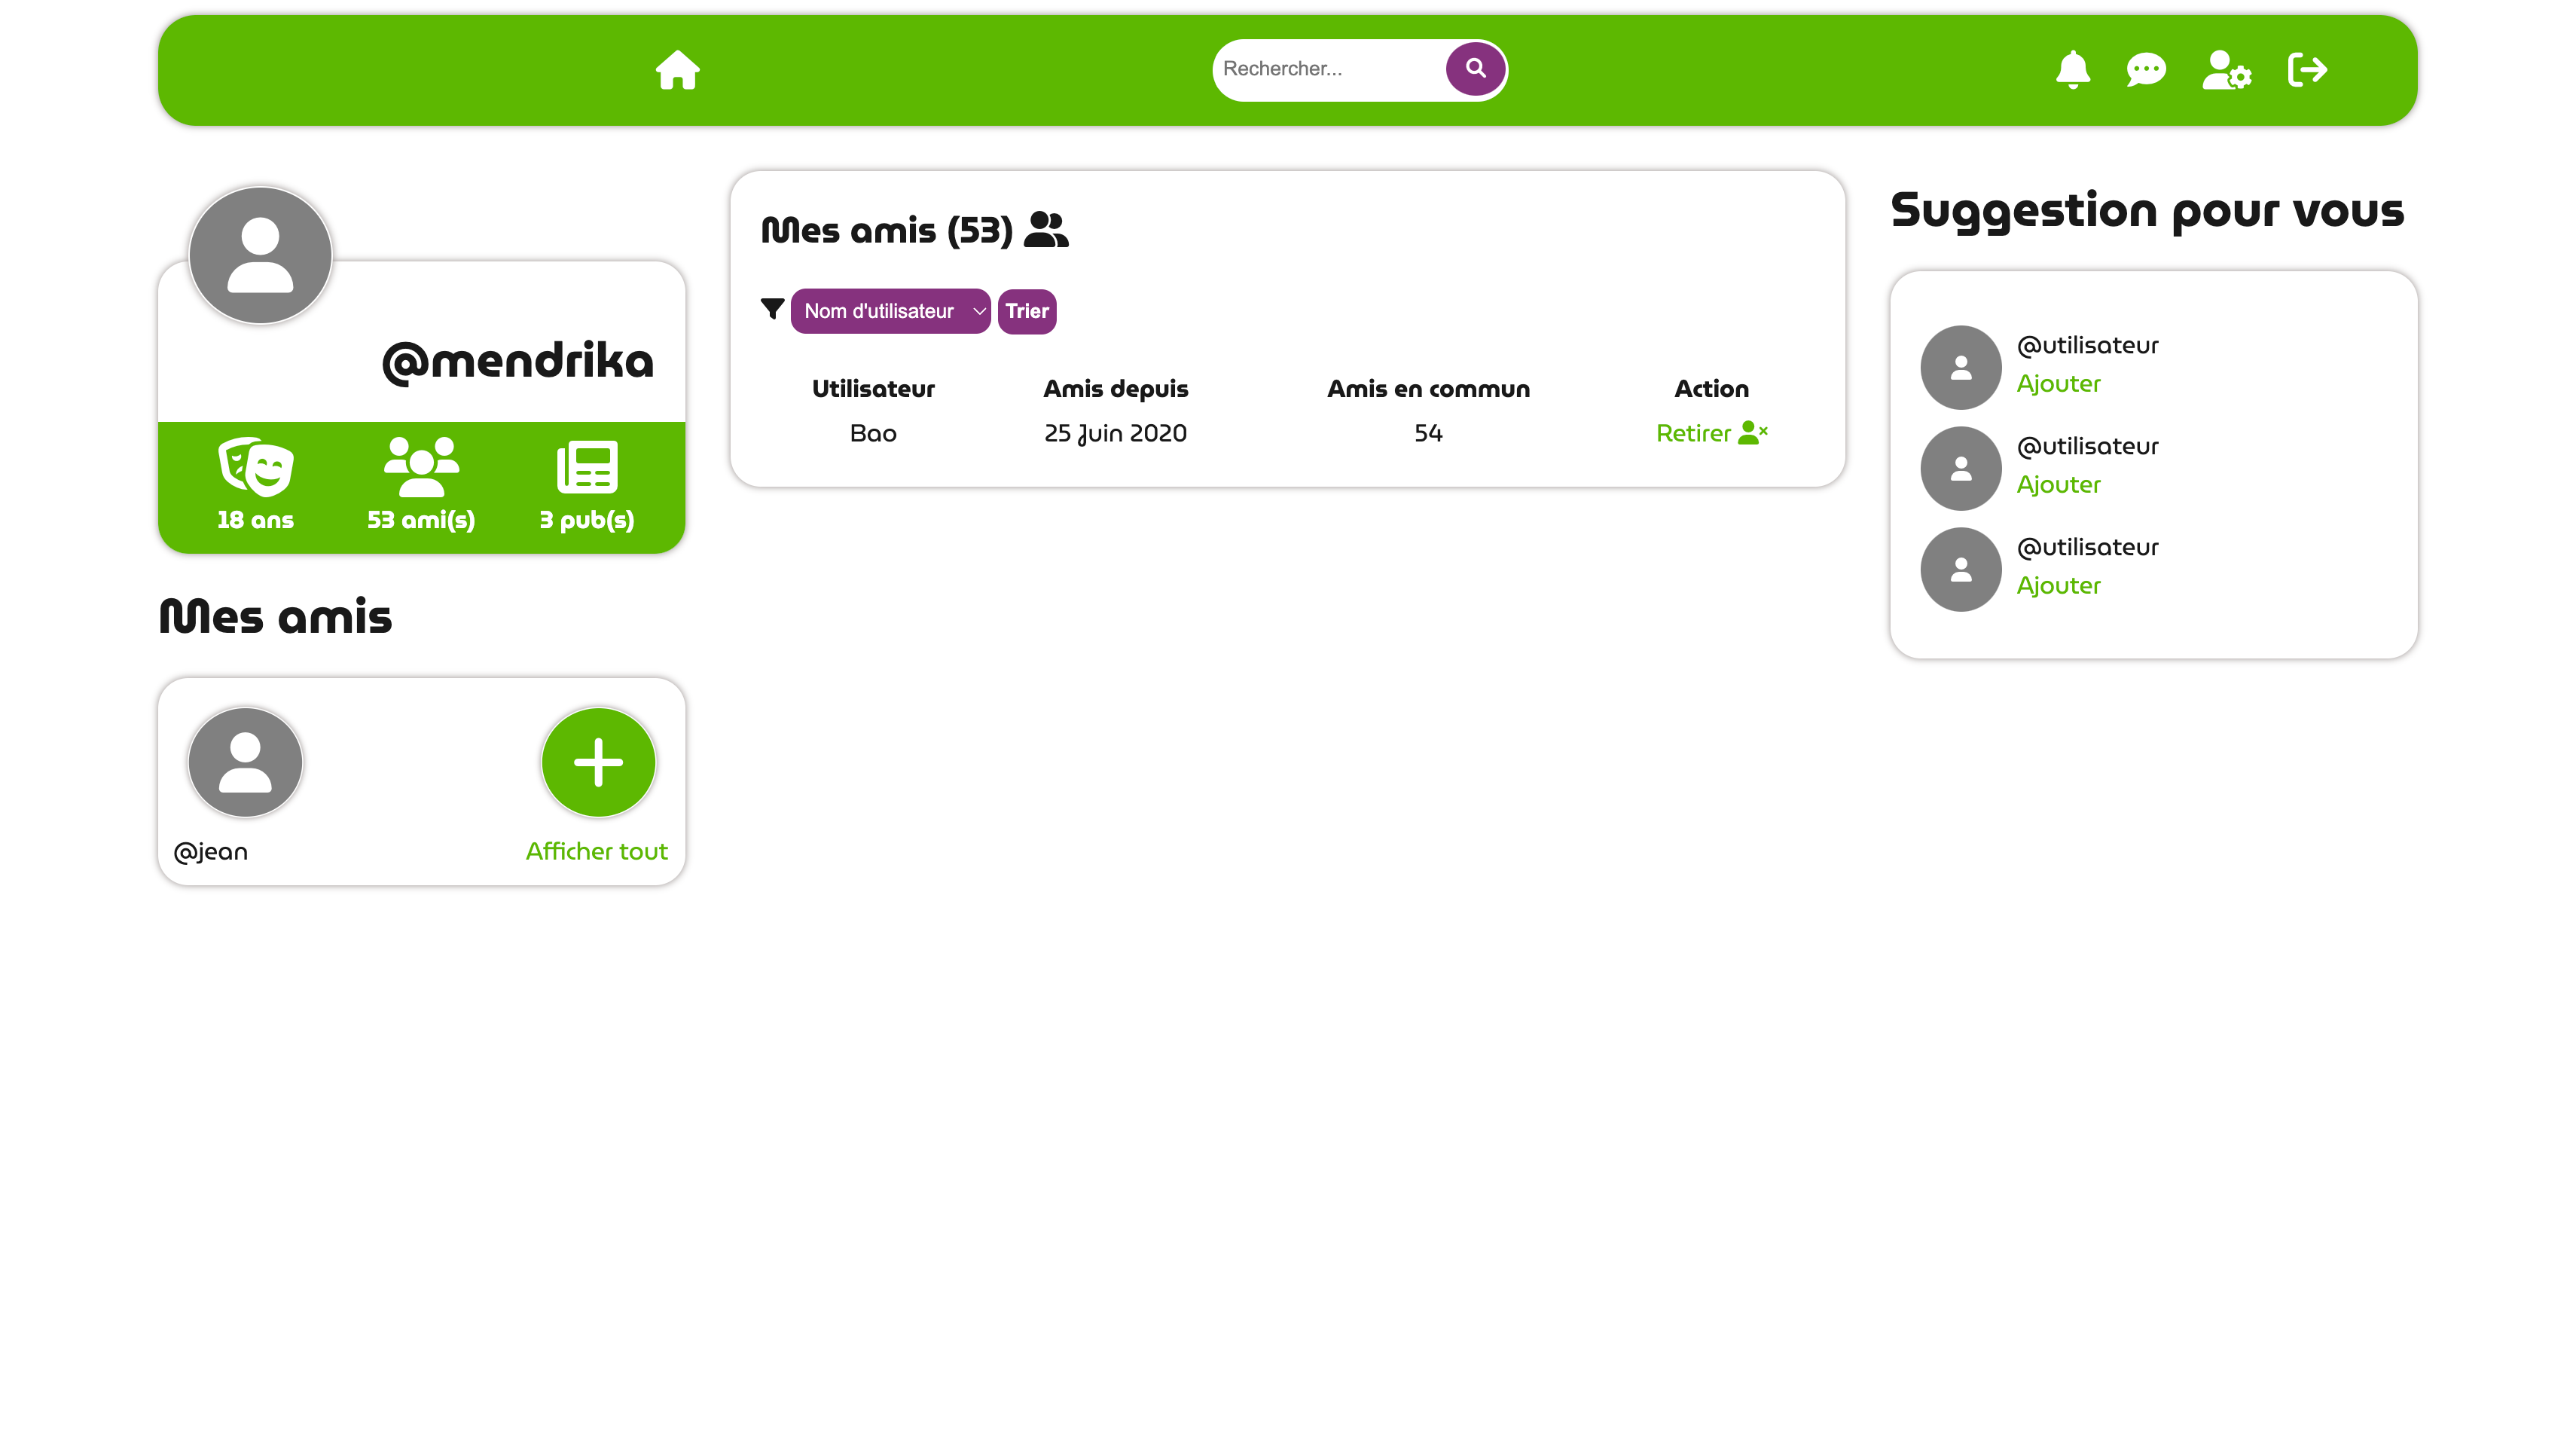 Rechercher...
@mendrika
18 ans
53 ami(s)
3 pub(s)
Mes amis
@jean
Afficher tout
Mes amis (53)
Nom d'utilisateur Trier
Utilisateur Amis depuis Amis en commun Action
Bao 25 Juin 2020 54 Retirer
Suggestion pour vous
@utilisateur
Ajouter
@utilisateur
Ajouter
@utilisateur
Ajouter